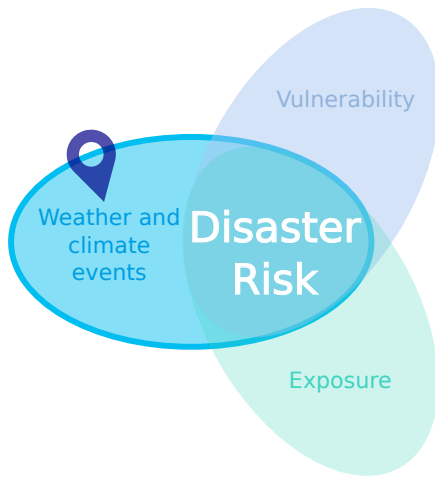 Vulnerability
Weather and
climate
events
Disaster
Risk
Exposure